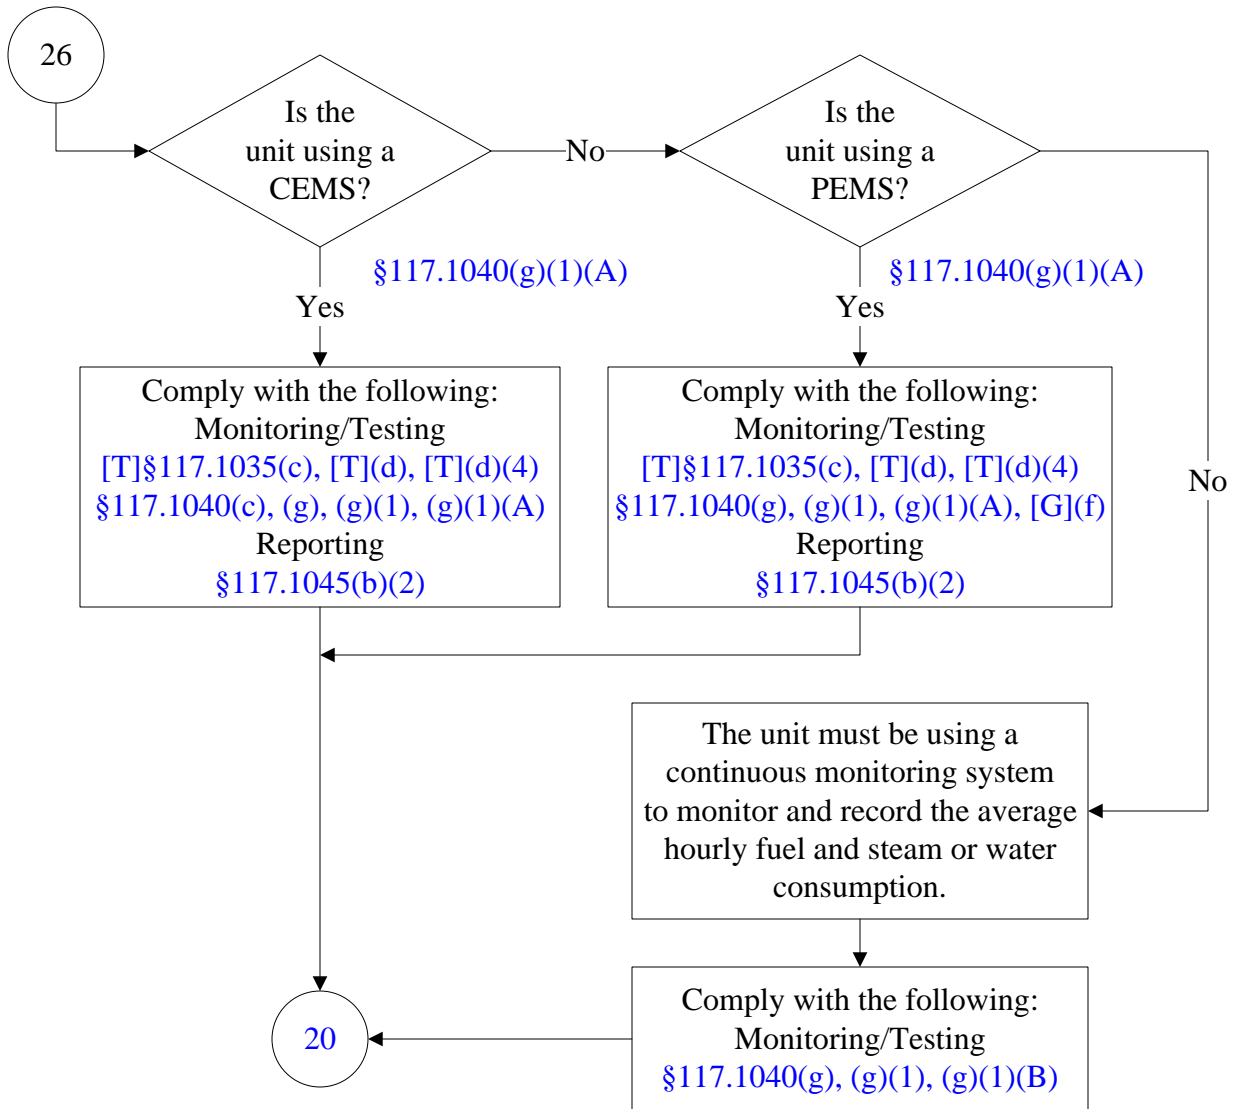 26
Is the
unit using a
CEMS?
No
Is the
unit using a
PEMS?
§117.1040(g)(1)(A)
Yes
§117.1040(g)(1)(A)
Yes
No
Comply with the following:
Monitoring/Testing
[T]§117.1035(c), [T](d), [T](d)(4)
§117.1040(c), (g), (g)(1), (g)(1)(A)
Reporting
§117.1045(b)(2)
Comply with the following:
Monitoring/Testing
[T]§117.1035(c), [T](d), [T](d)(4)
§117.1040(g), (g)(1), (g)(1)(A), [G](f)
Reporting
§117.1045(b)(2)
The unit must be using a
continuous monitoring system
to monitor and record the average
hourly fuel and steam or water
consumption.
20
Comply with the following:
Monitoring/Testing
§117.1040(g), (g)(1), (g)(1)(B)